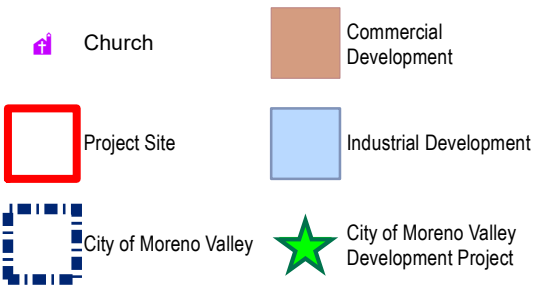 Church
Commercial
Development
Project Site
Industrial Development
City of Moreno Valley
City of Moreno Valley
Development Project